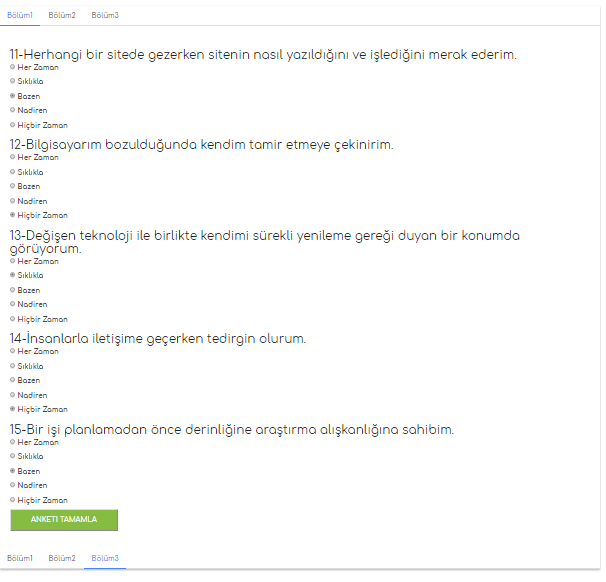 Bölüm1 Bölüm2 Bölüm3
11-Herhangi bir sitede gezerken sitenin nasıl yazıldığını ve işlediğini merak ederim.
Her Zaman
Sıklıkla
Bazen
Nadiren
Hiçbir Zaman
12-Bilgisayarım bozulduğunda kendim tamir etmeye çekinirim.
Her Zaman
Sıklıkla
Bazen
Nadiren
Hiçbir Zaman
13-Değişen teknoloji ile birlikte kendimi sürekli yenileme gereği duyan bir konumda
görüyorum.
Her Zaman
Sıklıkla
Bazen
Nadiren
Hiçbir Zaman
14-İnsanlarla iletişime geçerken tedirgin olurum.
Her Zaman
Sıklıkla
Bazen
Nadiren
Hiçbir Zaman
15-Bir işi planlamadan önce derinliğine araştırma alışkanlığına sahibim.
Her Zaman
Sıklıkla
Bazen
Nadiren
Hiçbir Zaman
ANKETI TAMAMLA
Bölüm1 Bölüm2 Bölüm3